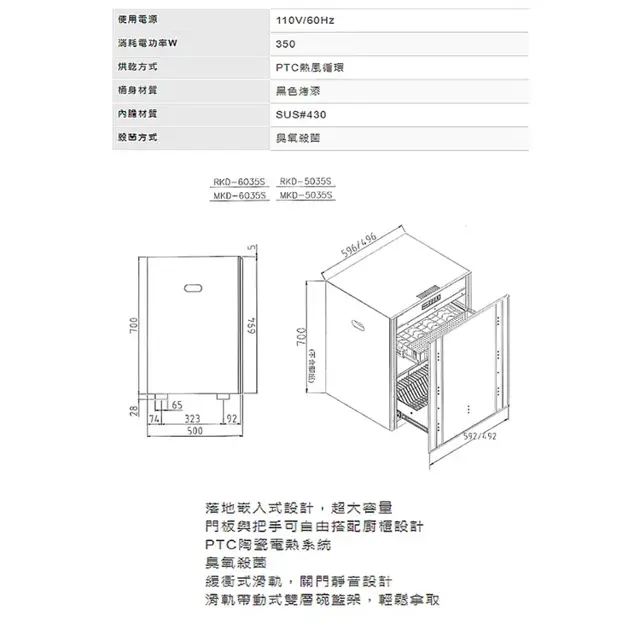 使用電源 110V/60Hz
消耗電功率W 350
烘乾方式 PTC熱風循環
桶身材質 黑色烤漆
內膽材質 SUS#430
殺菌方式 臭氧殺菌
RKD-6035S RKD-5035S
MKD-6035S MKD-5035S
5
596/496
700
759
700
28
65
74 323 92
500
592/492
落地嵌入式設計，超大容量
門板與把手可自由搭配廚櫃設計
PTC陶瓷電熱系統
臭氧殺菌
緩衝式滑軌，關門靜音設計
滑軌帶動式雙層碗籃架，輕鬆拿取